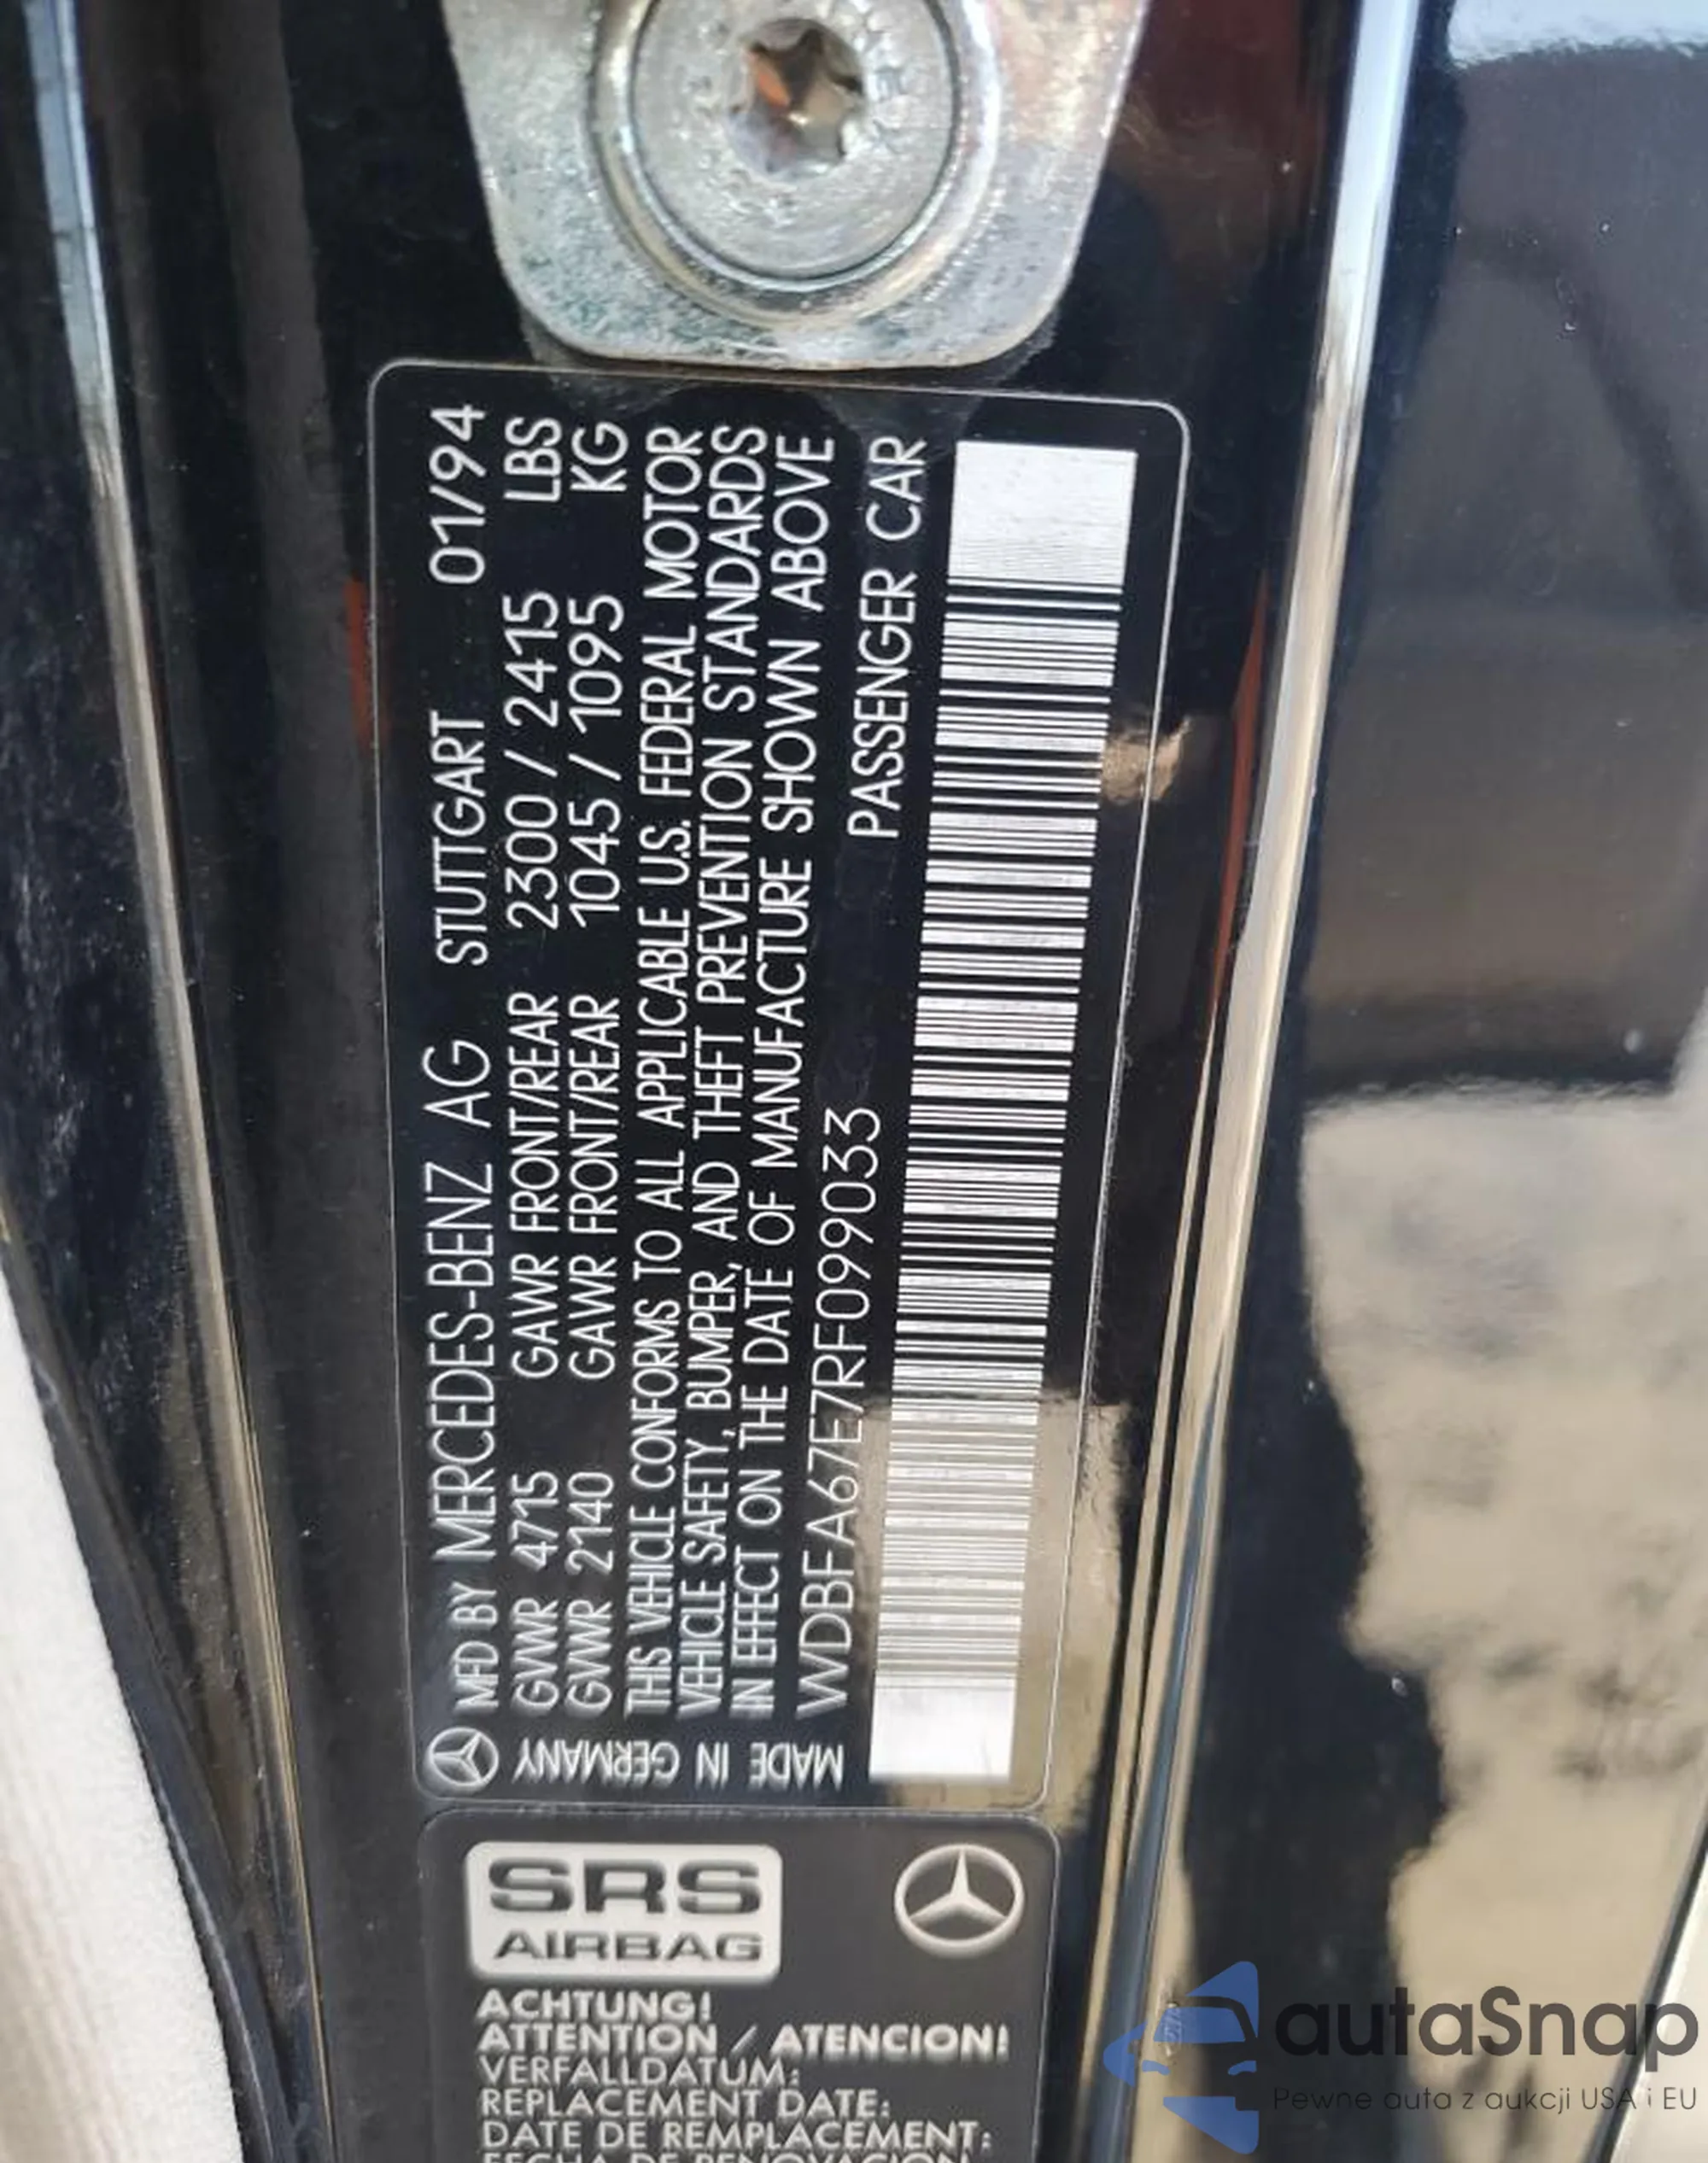 MFD BY MERCEDES-BENZ AG STUTTGART 01/94
GVWR 4715 GAWR FRONT/REAR 2300 / 2415 LBS
GVWR 2140 GAWR FRONT/REAR 1045 / 1095 KG
THIS VEHICLE CONFORMS TO ALL APPLICABLE U.S. FEDERAL MOTOR
VEHICLE SAFETY, BUMPER, AND THEFT PREVENTION STANDARDS
IN EFFECT ON THE DATE OF MANUFACTURE SHOWN ABOVE
WDBFA67E7RF099033 PASSENGER CAR
MADE IN GERMANY
SRS
AIRBAG
ACHTUNG!
ATTENTION / ATENCION!
VERFALLDATUM:
REPLACEMENT DATE:
DATE DE REMPLACEMENT:
FECHA DE RENOVACION
autaSnap
Pewne auta z aukcji USA i EU